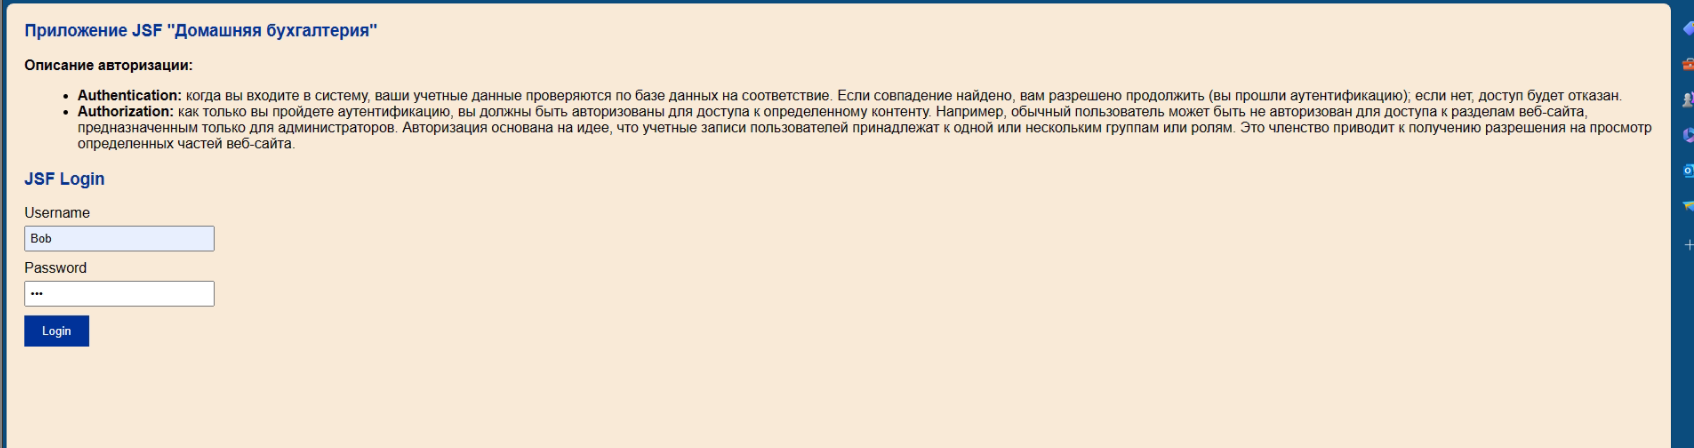 Приложение JSF "Домашняя бухгалтерия"
Описание авторизации:
Authentication: когда вы входите в систему, ваши учетные данные проверяются по базе данных на соответствие. Если совпадение найдено, вам разрешено продолжить (вы прошли аутентификацию); если нет, доступ будет отказан.
Authorization: как только вы пройдете аутентификацию, вы должны быть авторизованы для доступа к определенному контенту. Например, обычный пользователь может быть не авторизован для доступа к разделам веб-сайта,
предназначенным только для администраторов. Авторизация основана на идее, что учетные записи пользователей принадлежат к одной или нескольким группам или ролям. Это членство приводит к получению разрешения на просмотр
определенных частей веб-сайта.
JSF Login
Username
Bob
Password
•••
Login